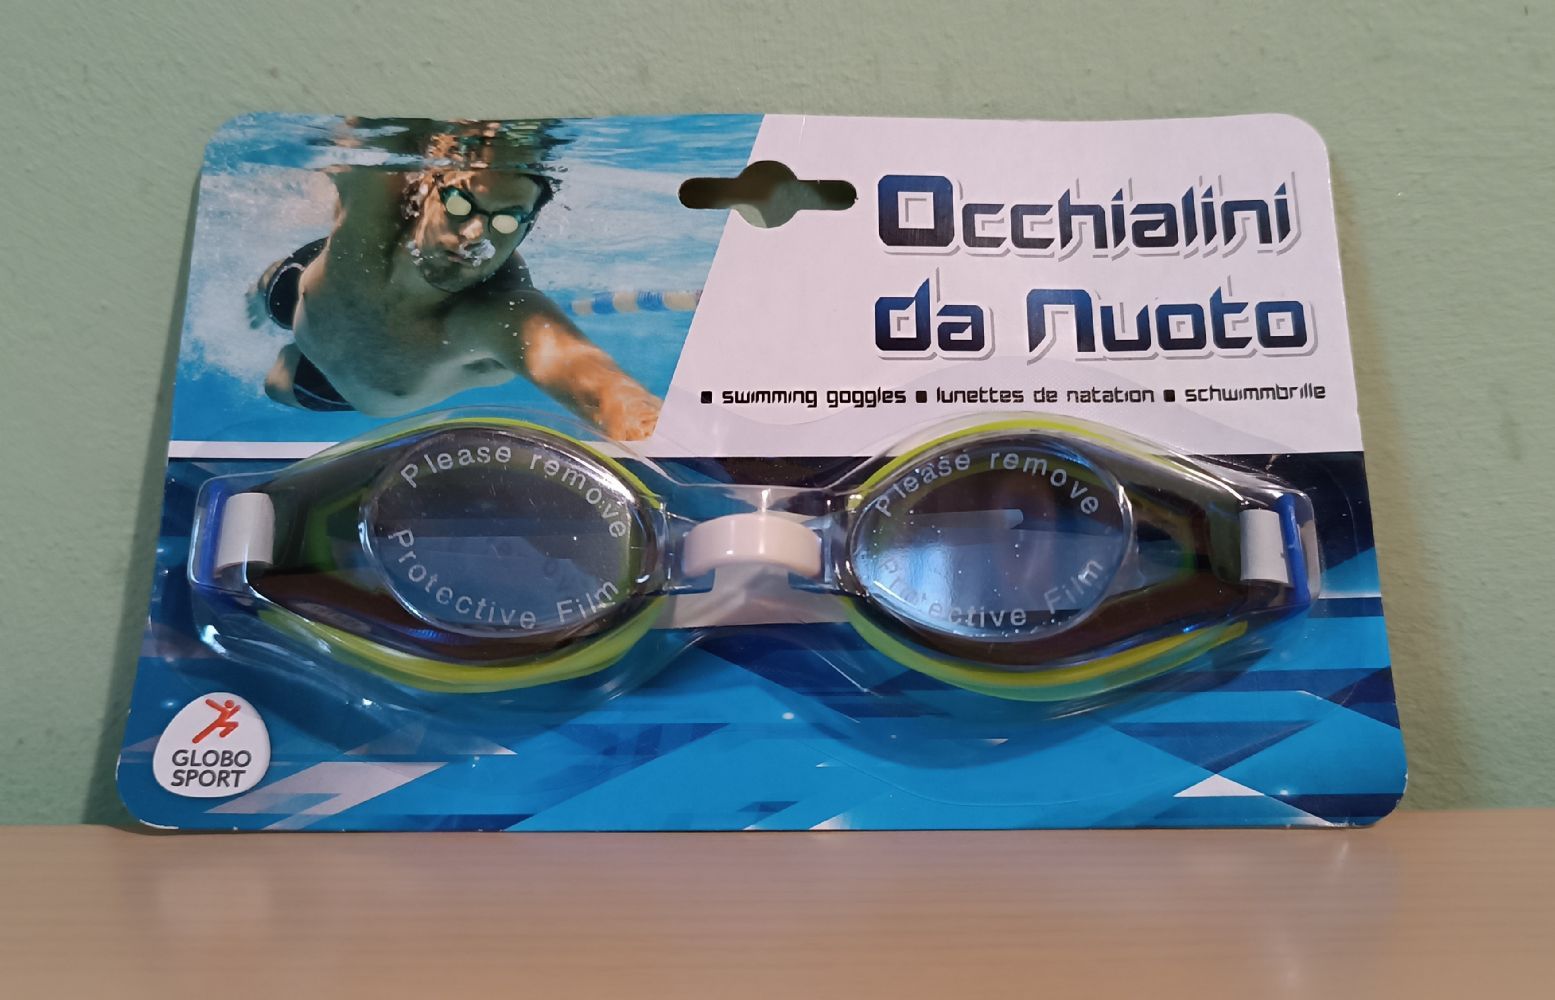 Occhialini
da Nuoto
▪ swimming goggles ▪ lunettes de natation ▪ schwimmbrille
Please remove
Protective Film
Please remove
Protective Film
GLOBO
SPORT